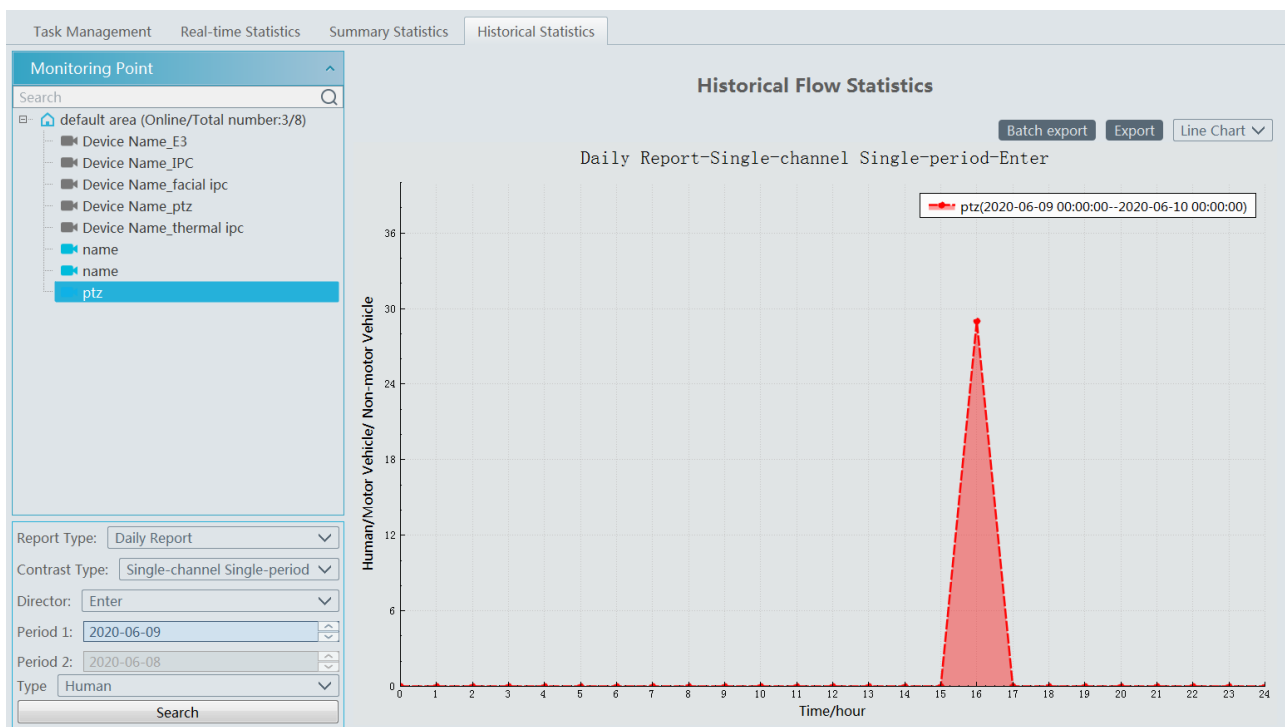 Task Management Real-time Statistics Summary Statistics Historical Statistics
Monitoring Point
Search
default area (Online/Total number:3/8)
Device Name_E3
Device Name_IPC
Device Name_facial ipc
Device Name_ptz
Device Name_thermal ipc
name
name
ptz
Report Type: Daily Report
Contrast Type: Single-channel Single-period
Director: Enter
Period 1: 2020-06-09
Period 2: 2020-06-08
Type Human
Search
Historical Flow Statistics
Batch export Export Line Chart
Daily Report-Single-channel Single-period-Enter
ptz(2020-06-09 00:00:00--2020-06-10 00:00:00)
Human/Motor Vehicle/ Non-motor Vehicle
36
30
24
18
12
6
0
0 1 2 3 4 5 6 7 8 9 10 11 12 13 14 15 16 17 18 19 20 21 22 23 24
Time/hour